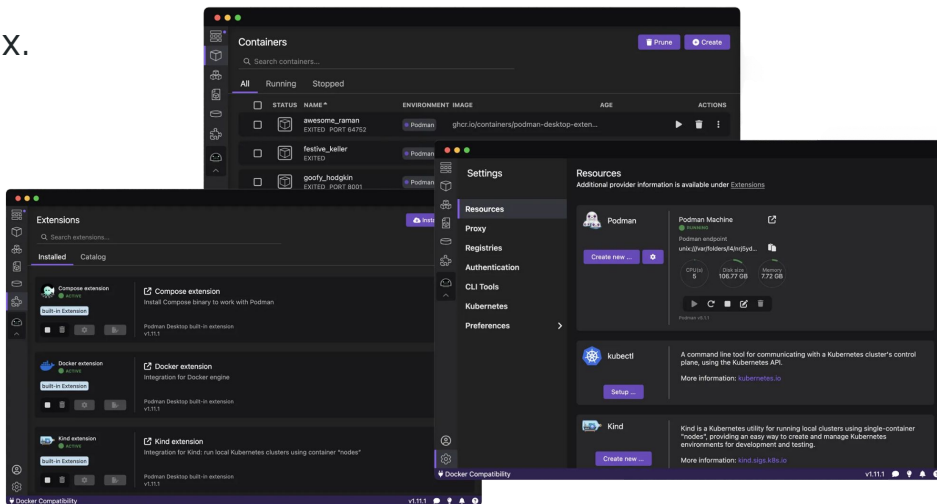 x.
Containers
Prune
Create
Search containers...
All Running Stopped
STATUS NAME ENVIRONMENT IMAGE AGE ACTIONS
awesome_raman
EXITED PORT 64752
Podman
ghcr.io/containers/podman-desktop-exten...
festive_keller
EXITED
Podman
goofy_hodgkin
EXITED PORT 8001
Podman
Extensions
Search extensions...
Installed Catalog
Compose extension
ACTIVE
built-in Extension
Compose extension
Install Compose binary to work with Podman
Podman Desktop built-in extension
v1.11.1
Docker extension
ACTIVE
built-in Extension
Docker extension
Integration for Docker engine
Podman Desktop built-in extension
v1.11.1
Kind extension
ACTIVE
built-in Extension
Kind extension
Integration for Kind: run local Kubernetes clusters using container "nodes"
Podman Desktop built-in extension
v1.11.1
Docker Compatibility
v1.11.1
Settings
Resources
Proxy
Registries
Authentication
CLI Tools
Kubernetes
Preferences
Resources
Additional provider information is available under Extensions
Podman
Create new ...
Podman Machine
RUNNING
Podman endpoint
CPU(s)
5
Disk size
106.77 GB
Memory
7.72 GB
kubectl
Setup ...
A command line tool for communicating with a Kubernetes cluster's control
plane, using the Kubernetes API.
More information: kubernetes.io
Kind
Create new ...
Kind is a Kubernetes utility for running local clusters using single-container
"nodes", providing an easy way to create and manage Kubernetes
environments for development and testing.
More information: kind.sigs.k8s.io
Docker Compatibility
v1.11.1